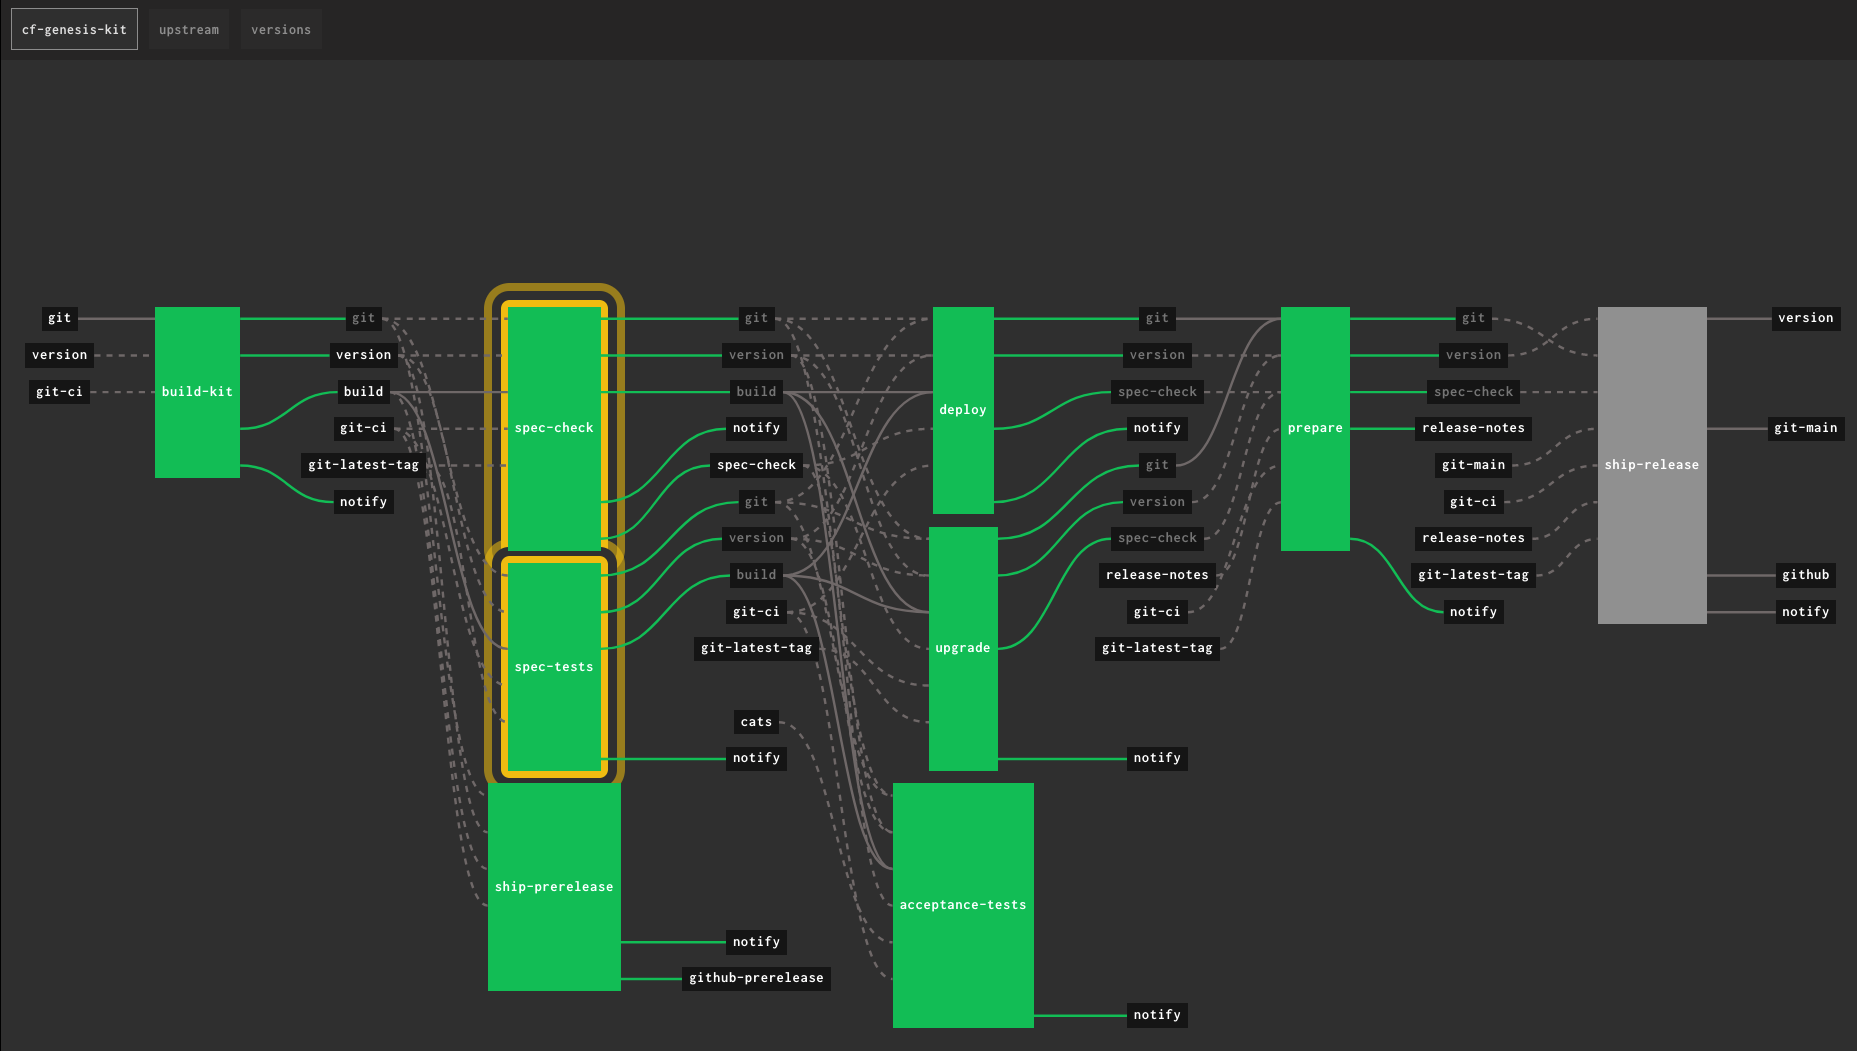 cf-genesis-kit
upstream
versions
git
version
git-ci
build-kit
git
version
build
git-ci
git-latest-tag
notify
spec-check
spec-tests
ship-prerelease
git
version
build
notify
spec-check
git
version
build
git-ci
git-latest-tag
cats
notify
notify
github-prerelease
deploy
upgrade
acceptance-tests
git
version
spec-check
notify
git
version
spec-check
release-notes
git-ci
git-latest-tag
notify
notify
prepare
git
version
spec-check
release-notes
git-main
git-ci
release-notes
git-latest-tag
notify
ship-release
version
git-main
github
notify